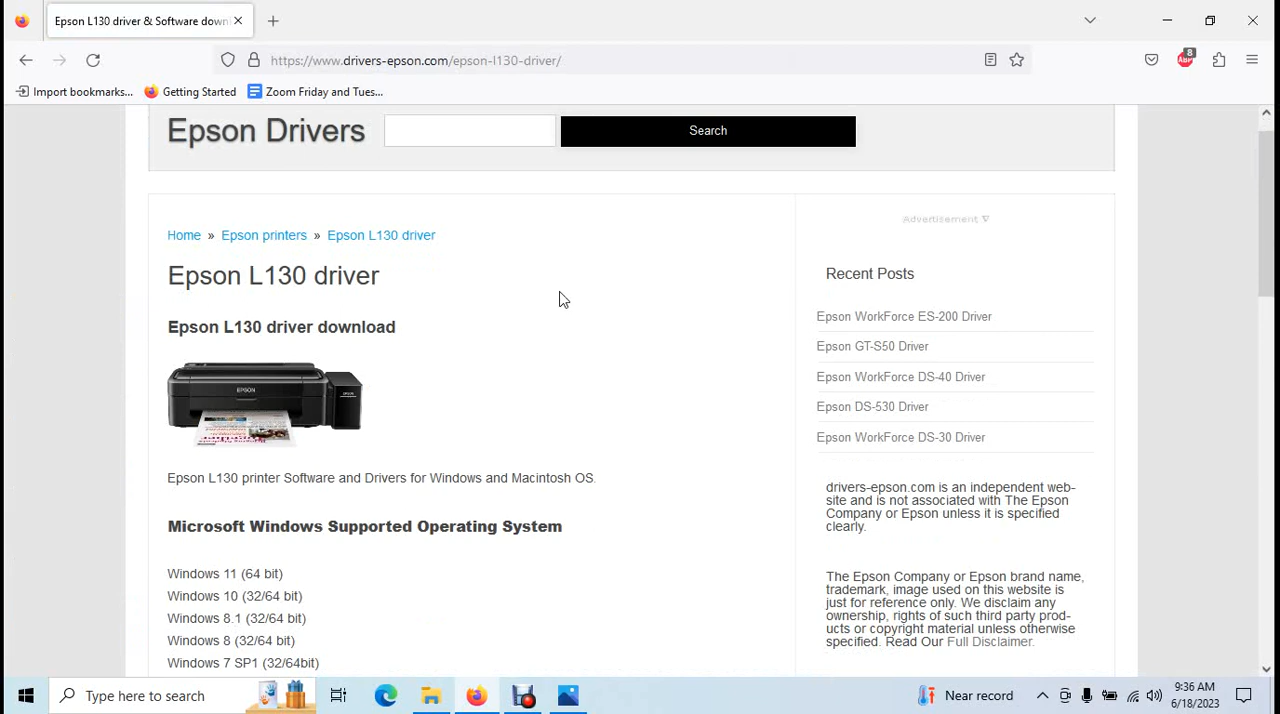 Epson L130 driver & Software down
https://www.drivers-epson.com/epson-l130-driver/
8
ABP
Import bookmarks...
Getting Started
Zoom Friday and Tues...
Epson Drivers
Search
Home » Epson printers » Epson L130 driver
Epson L130 driver
Epson L130 driver download
EPSON
EPSON
Epson L130 printer Software and Drivers for Windows and Macintosh OS.
Microsoft Windows Supported Operating System
Windows 11 (64 bit)
Windows 10 (32/64 bit)
Windows 8.1 (32/64 bit)
Windows 8 (32/64 bit)
Windows 7 SP1 (32/64bit)
Advertisement ∇
Recent Posts
Epson WorkForce ES-200 Driver
Epson GT-S50 Driver
Epson WorkForce DS-40 Driver
Epson DS-530 Driver
Epson WorkForce DS-30 Driver
drivers-epson.com is an independent web-
site and is not associated with The Epson
Company or Epson unless it is specified
clearly.
The Epson Company or Epson brand name,
trademark, image used on this website is
just for reference only. We disclaim any
ownership, rights of such third party prod-
ucts or copyright material unless otherwise
specified. Read Our Full Disclaimer.
Type here to search
Near record
9:36 AM
6/18/2023